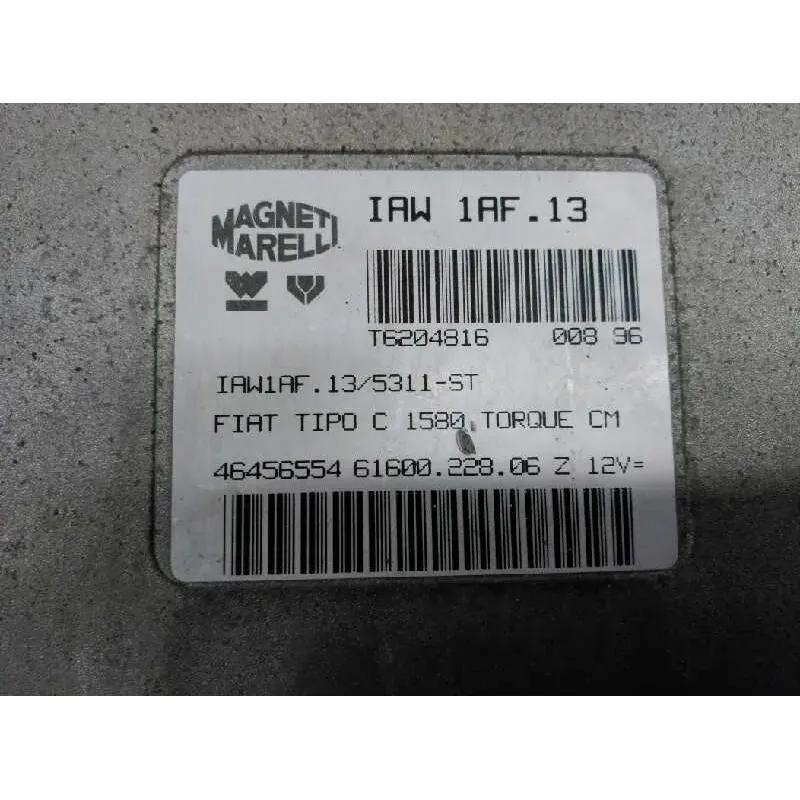 MAGNETI
MARELLI
IAW 1AF.13
T6204816 008 96
IAW1AF.13/5311-ST
FIAT TIPO C 1580 TORQUE CM
46456554 61600.228.06 Z 12V=